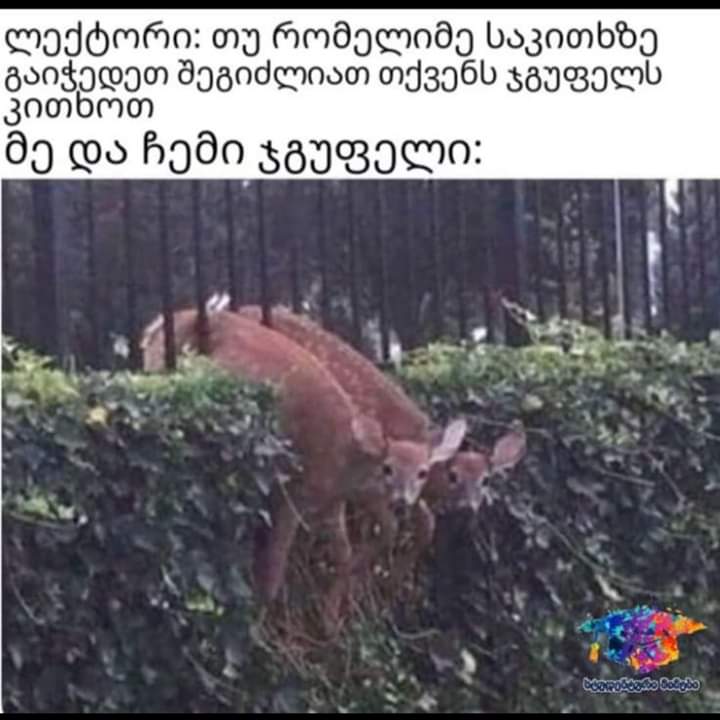 ლექტორი: თუ რომელიმე საკითხზე
გაიჭედეთ შეგიძლიათ თქვენს ჯგუფელს
კითხოთ
მე და ჩემი ჯგუფელი: